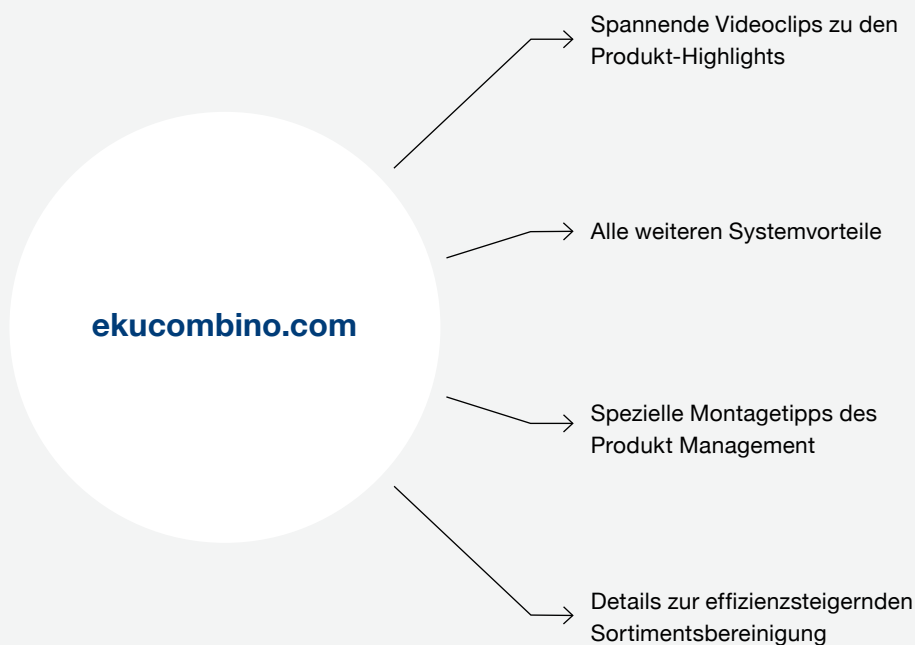 Spannende Videoclips zu den
Produkt-Highlights
Alle weiteren Systemvorteile
ekucombino.com
Spezielle Montagetipps des
Produkt Management
Details zur effizienzsteigernden
Sortimentsbereinigung